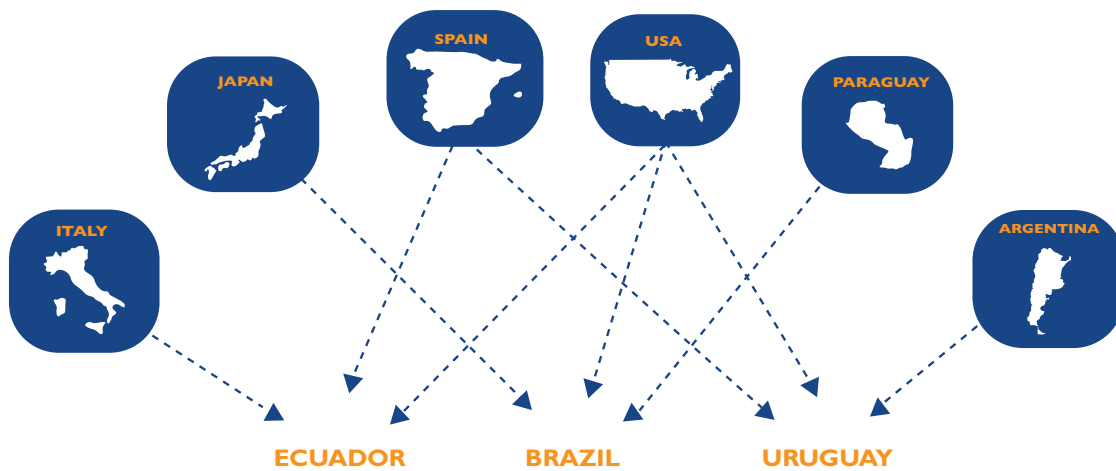 SPAIN
USA
JAPAN
PARAGUAY
ITALY
ARGENTINA
ECUADOR
BRAZIL
URUGUAY